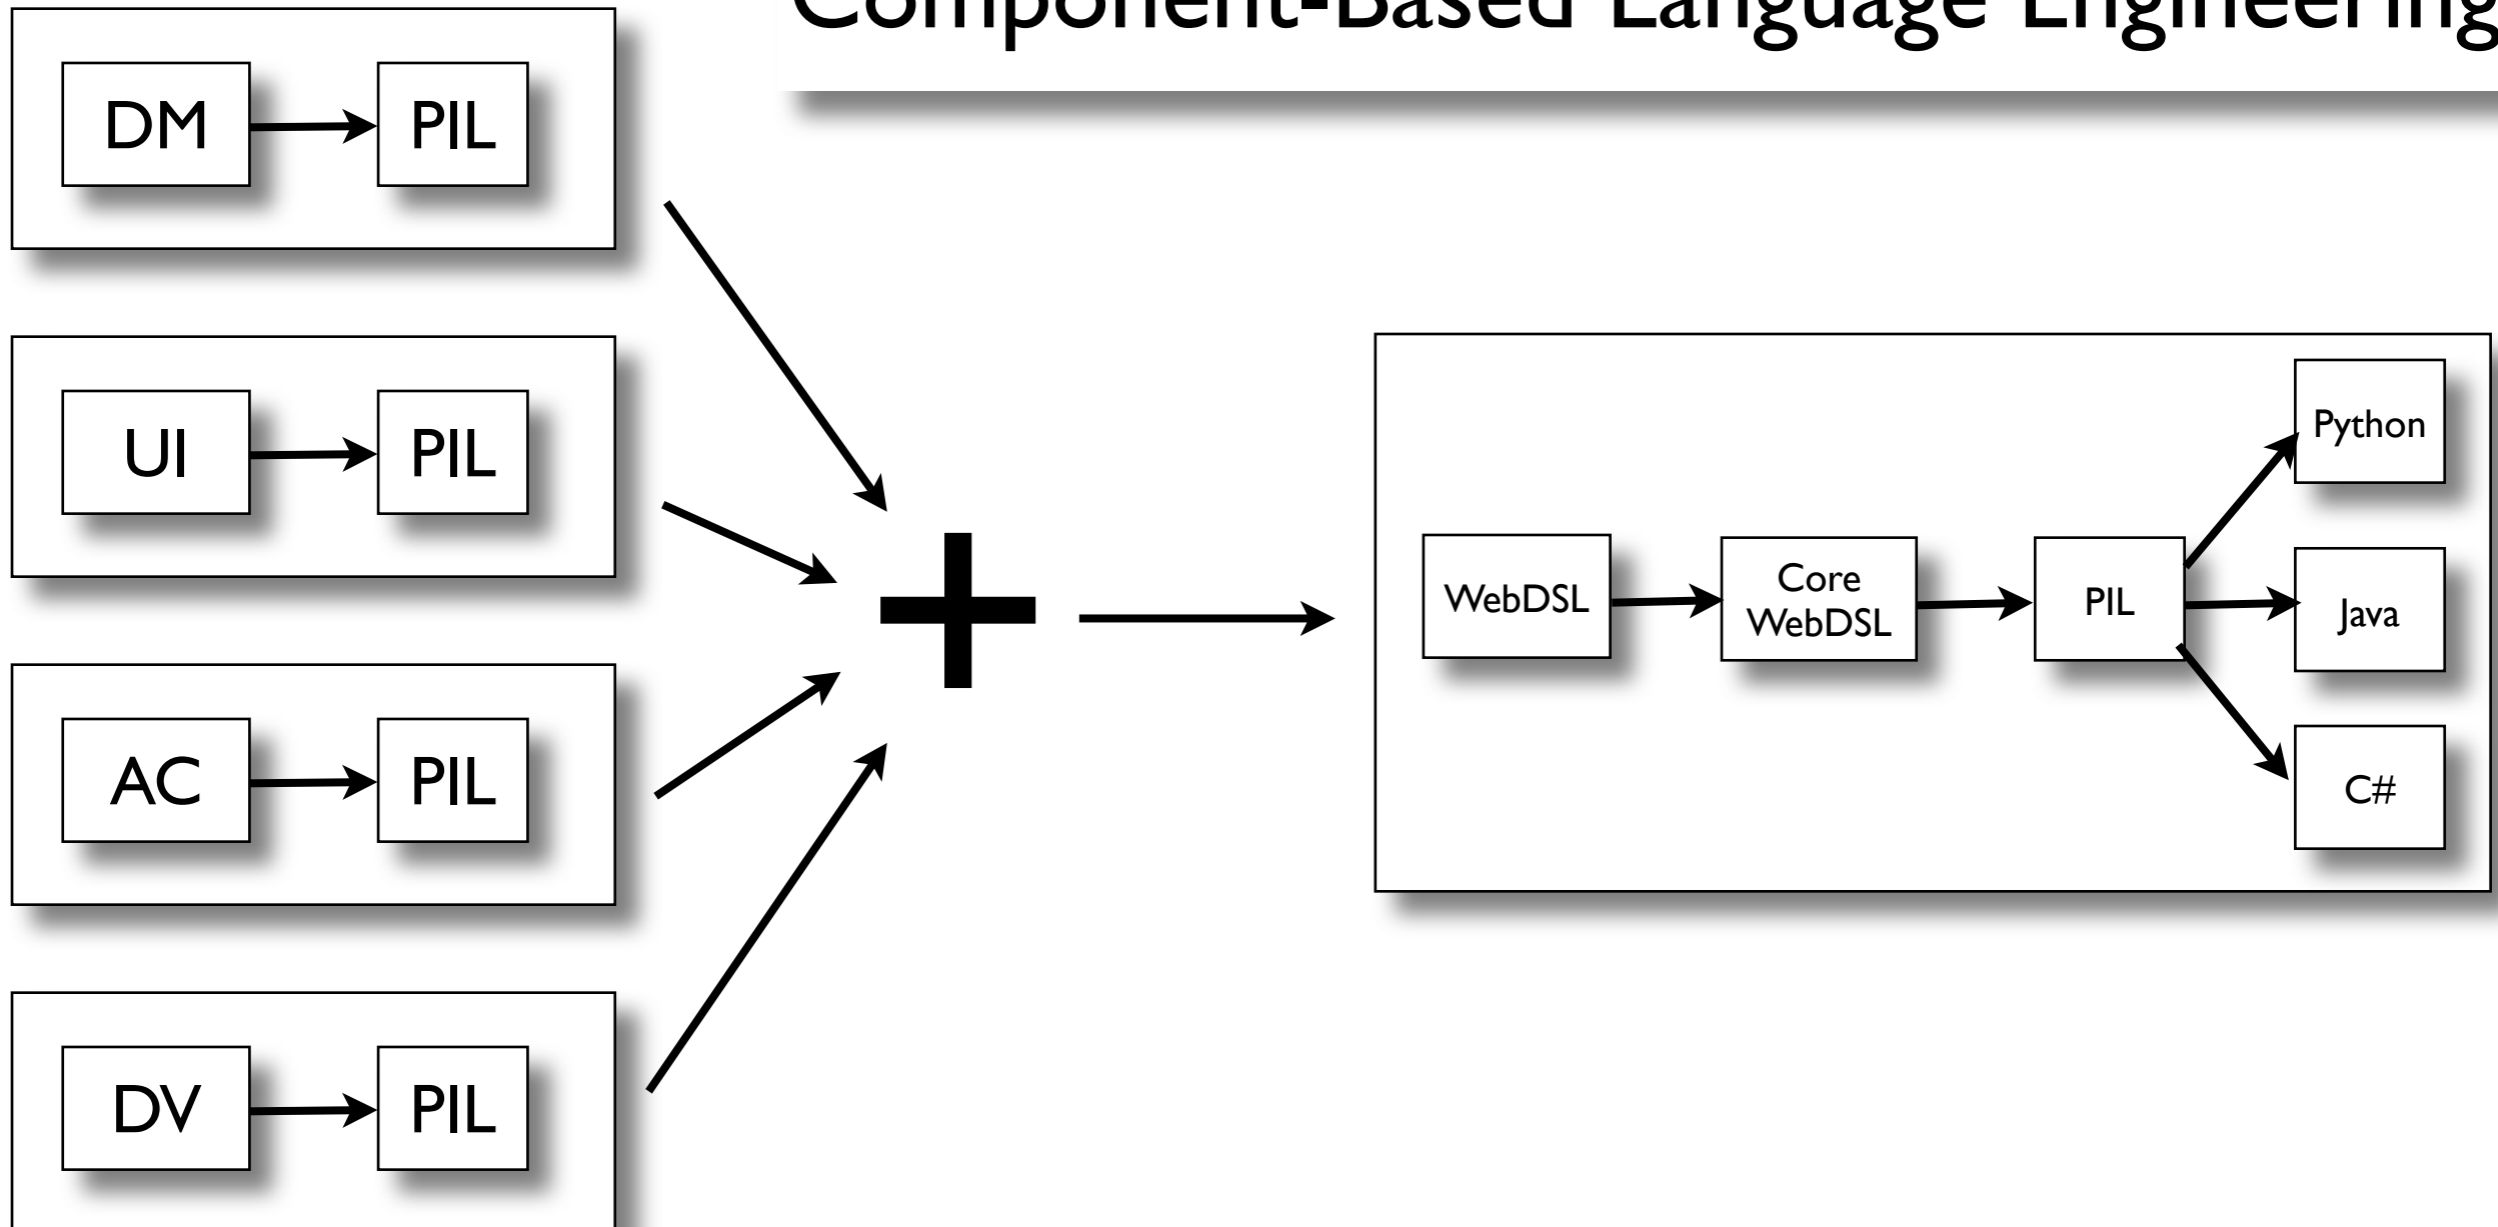 Component-Based Language Engineering
DM
PIL
UI
PIL
AC
PIL
DV
PIL
WebDSL
Core
WebDSL
PIL
Python
Java
C#